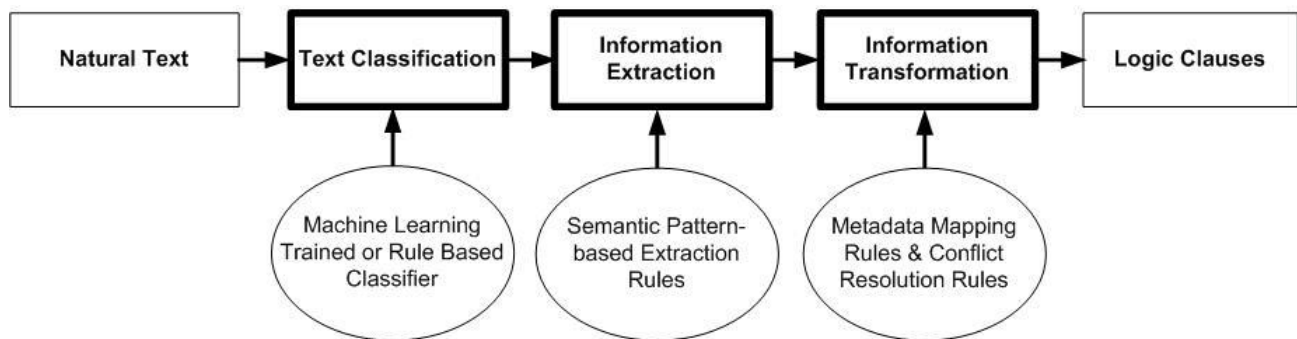 Natural Text
Text Classification
Information
Extraction
Information
Transformation
Logic Clauses
Machine Learning
Trained or Rule Based
Classifier
Semantic Pattern-
based Extraction
Rules
Metadata Mapping
Rules & Conflict
Resolution Rules